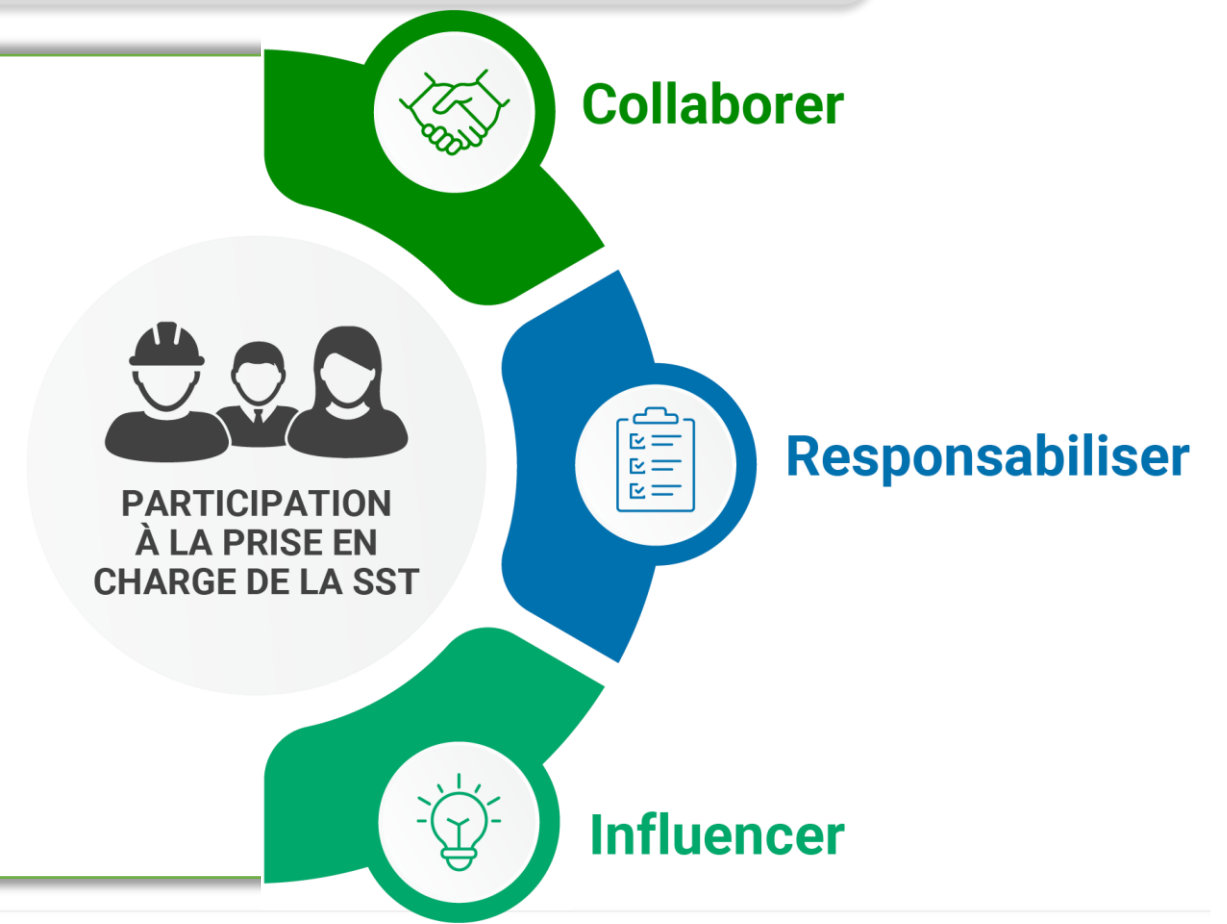 Collaborer
Responsabiliser
PARTICIPATION
À LA PRISE EN
CHARGE DE LA SST
Influencer